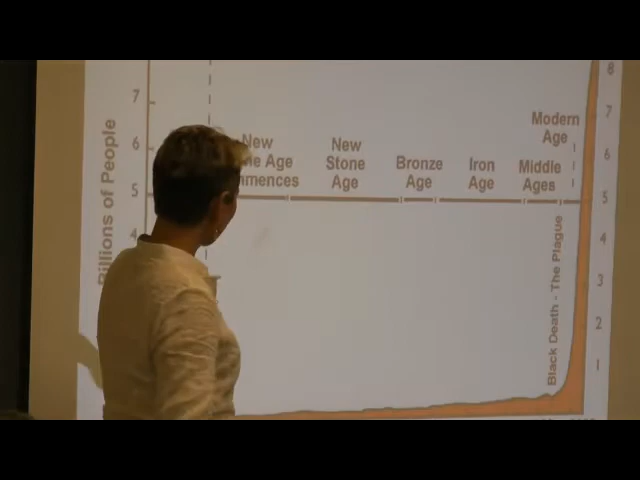 Billions of People
7
6
5
4
New
Age
New
Stone
Age
Bronze
Age
Iron
Age
Middle
Ages
Modern
Age
Black Death - The Plague
8
7
6
5
4
3
2
1